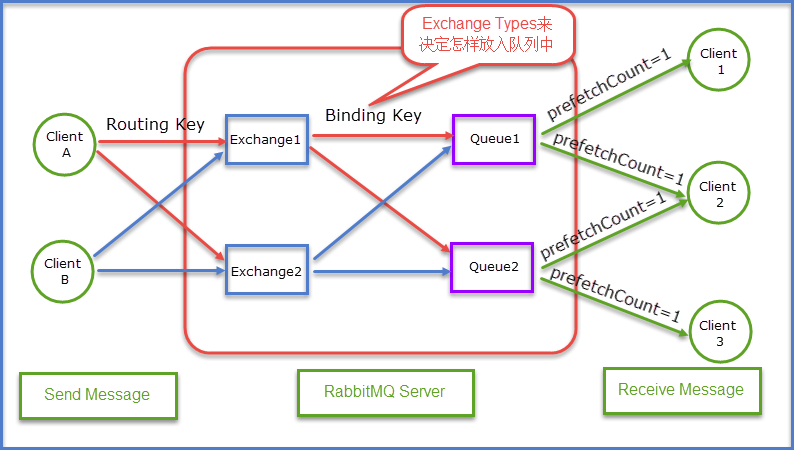 Exchange Types来
决定怎样放入队列中
Client
1
prefetchCount=1
Routing Key
Binding Key
Client
A
Exchange1
Queue1
prefetchCount=1
Client
2
prefetchCount=1
Client
B
Exchange2
Queue2
prefetchCount=1
Client
3
Send Message
RabbitMQ Server
Receive Message